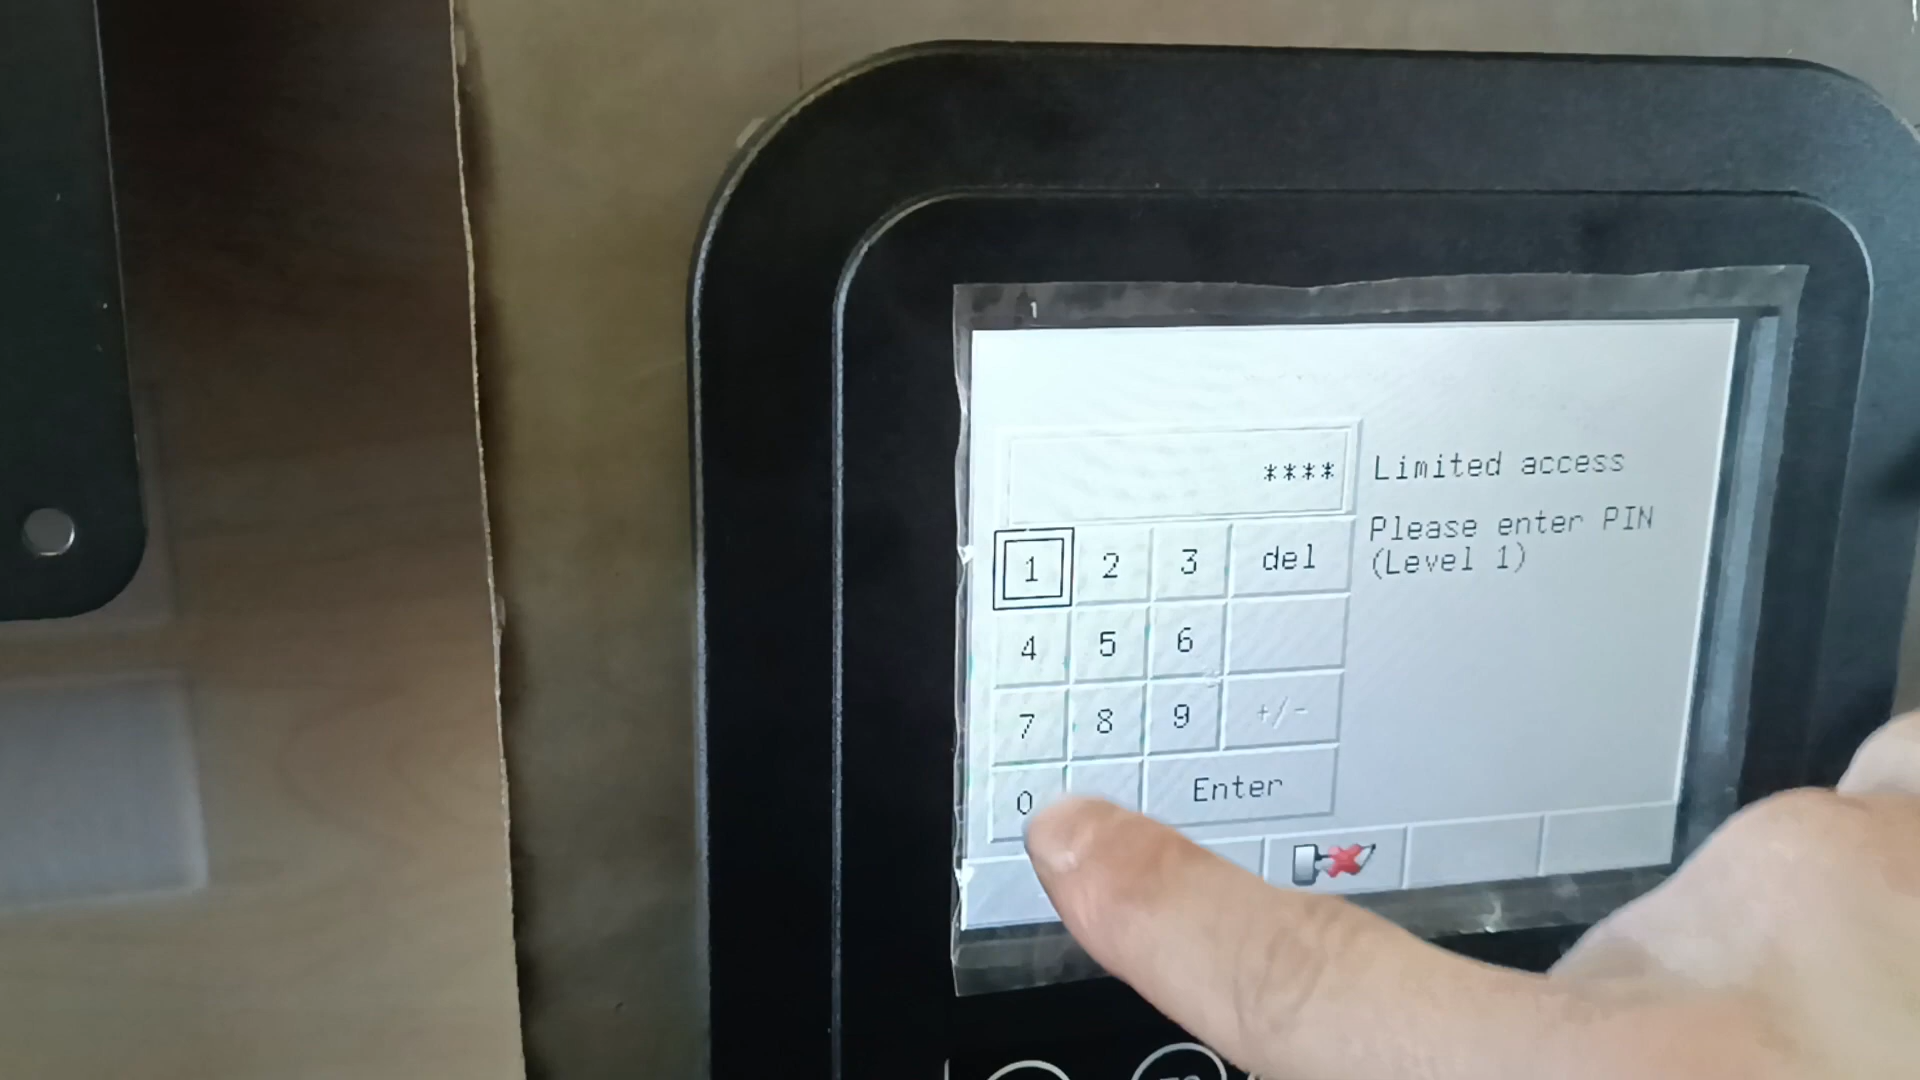 1
****
Limited access
Please enter PIN
(Level 1)
1 2 3 del
4 5 6
7 8 9 +/-
0 Enter